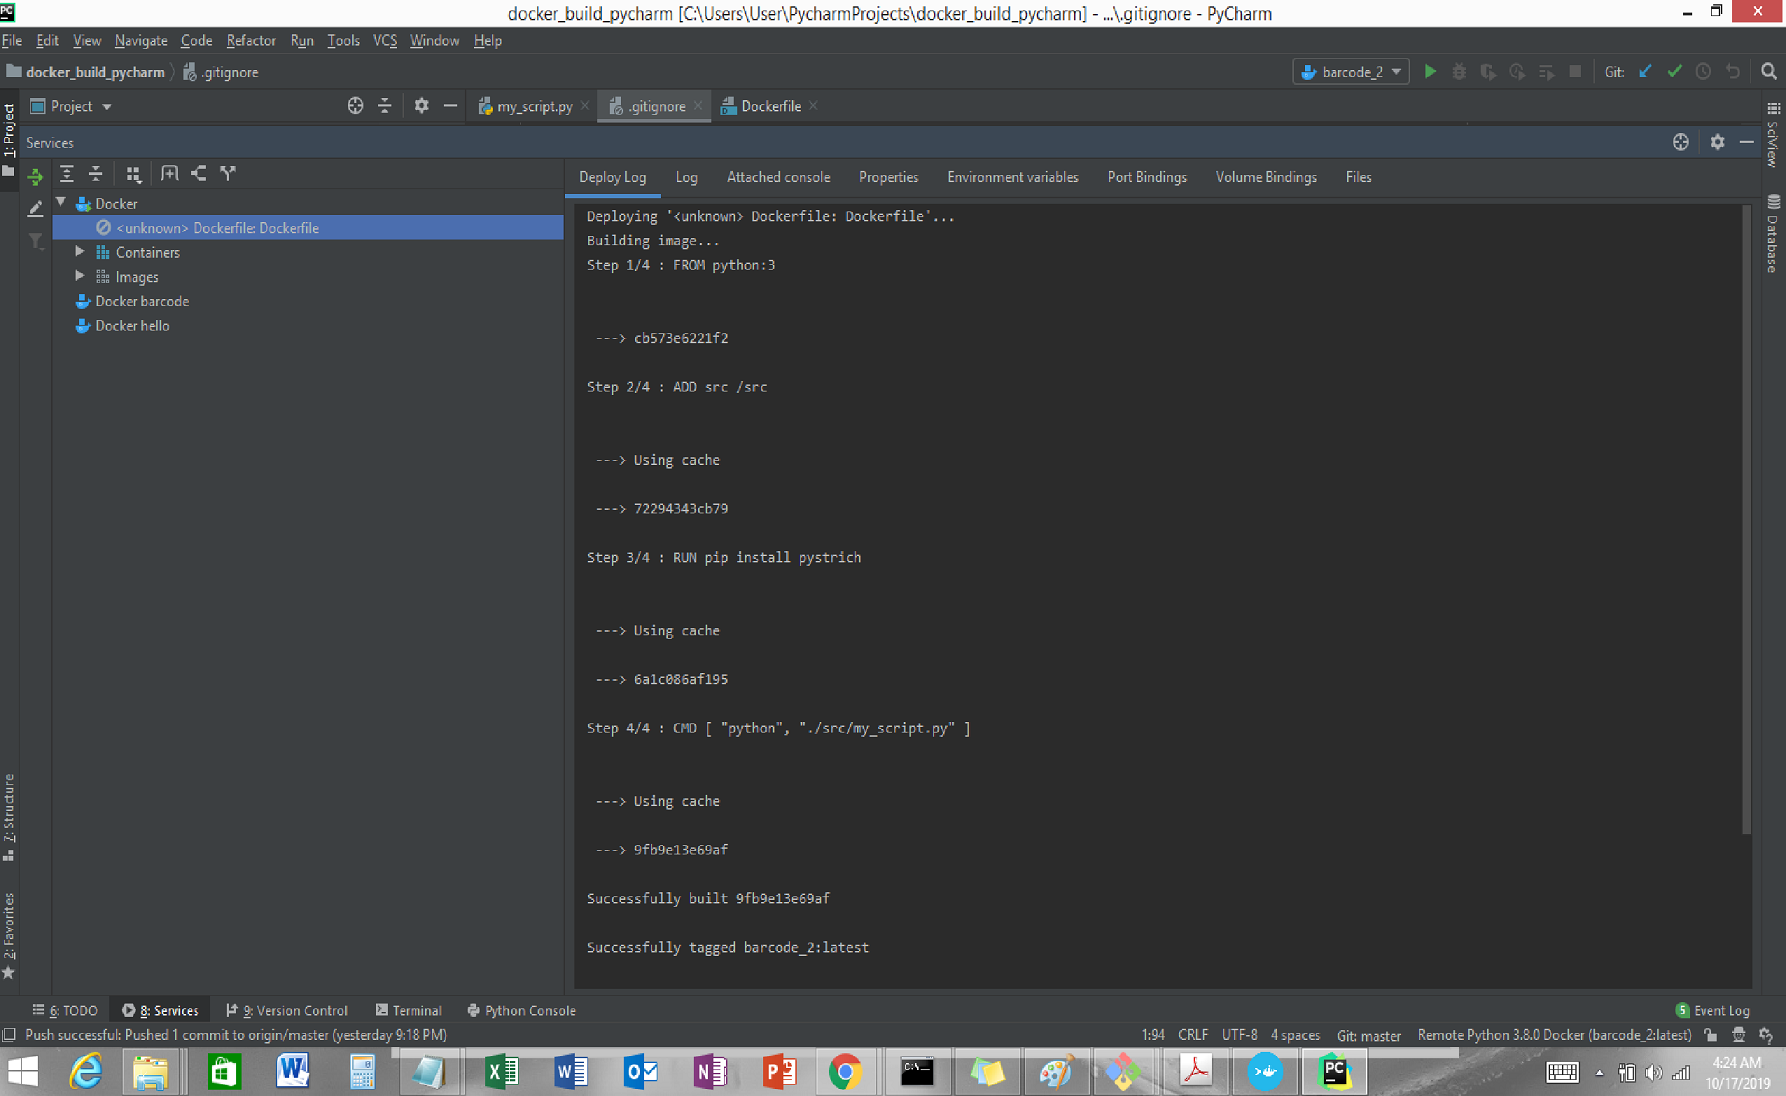 PC
docker_build_pycharm [C:\Users\User\PycharmProjects\docker_build_pycharm] - ...\.gitignore - PyCharm
File Edit View Navigate Code Refactor Run Tools VCS Window Help
docker_build_pycharm .gitignore barcode_2 Git:
Project my_script.py .gitignore Dockerfile
1: Project
Services
SciView
Database
Deploy Log Log Attached console Properties Environment variables Port Bindings Volume Bindings Files
Docker
<unknown> Dockerfile: Dockerfile
Containers
Images
Docker barcode
Docker hello
Deploying '<unknown> Dockerfile: Dockerfile'...
Building image...
Step 1/4 : FROM python:3
---> cb573e6221f2
Step 2/4 : ADD src /src
---> Using cache
---> 72294343cb79
Step 3/4 : RUN pip install pystrich
---> Using cache
---> 6a1c086af195
Step 4/4 : CMD [ "python", "./src/my_script.py" ]
---> Using cache
---> 9fb9e13e69af
Successfully built 9fb9e13e69af
Successfully tagged barcode_2:latest
7: Structure
2: Favorites
6: TODO 8: Services 9: Version Control Terminal Python Console 5 Event Log
Push successful: Pushed 1 commit to origin/master (yesterday 9:18 PM) 1:94 CRLF UTF-8 4 spaces Git: master Remote Python 3.8.0 Docker (barcode_2:latest)
4:24 AM
10/17/2019